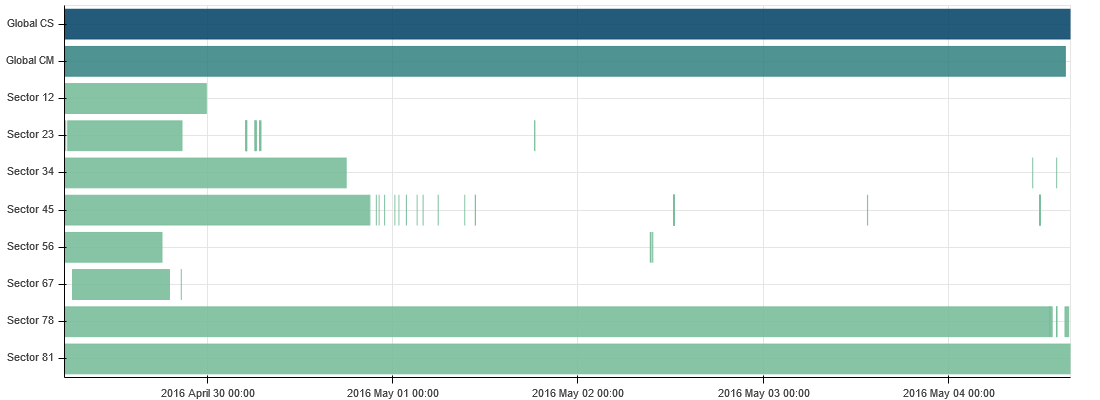 Global CS
Global CM
Sector 12
Sector 23
Sector 34
Sector 45
Sector 56
Sector 67
Sector 78
Sector 81
2016 April 30 00:00
2016 May 01 00:00
2016 May 02 00:00
2016 May 03 00:00
2016 May 04 00:00